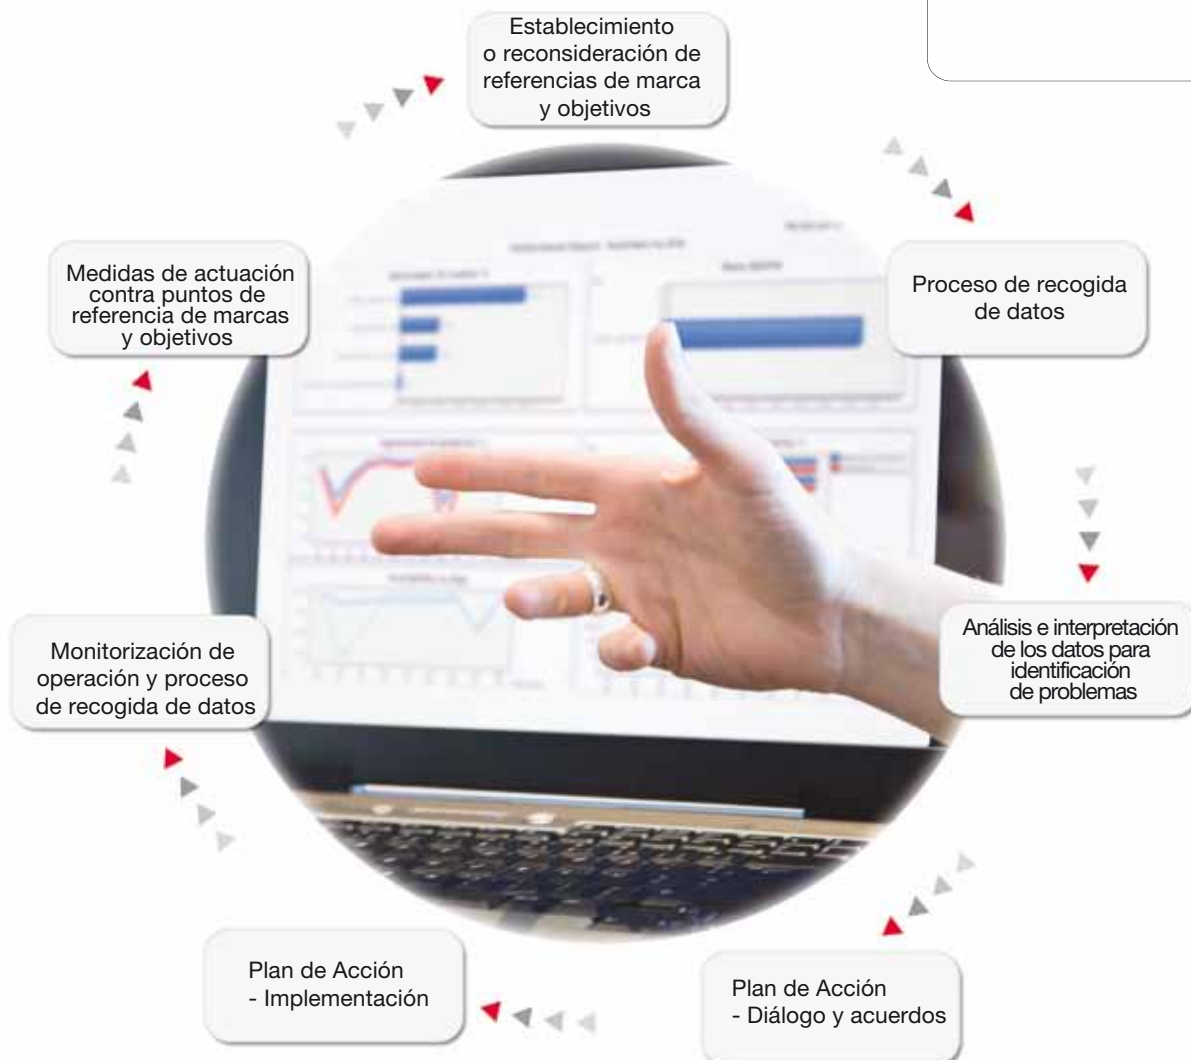 Establecimiento
o reconsideración de
referencias de marca
y objetivos
Proceso de recogida
de datos
Análisis e interpretación
de los datos para
identificación
de problemas
Plan de Acción
- Diálogo y acuerdos
Plan de Acción
- Implementación
Monitorización de
operación y proceso
de recogida de datos
Medidas de actuación
contra puntos de
referencia de marcas
y objetivos